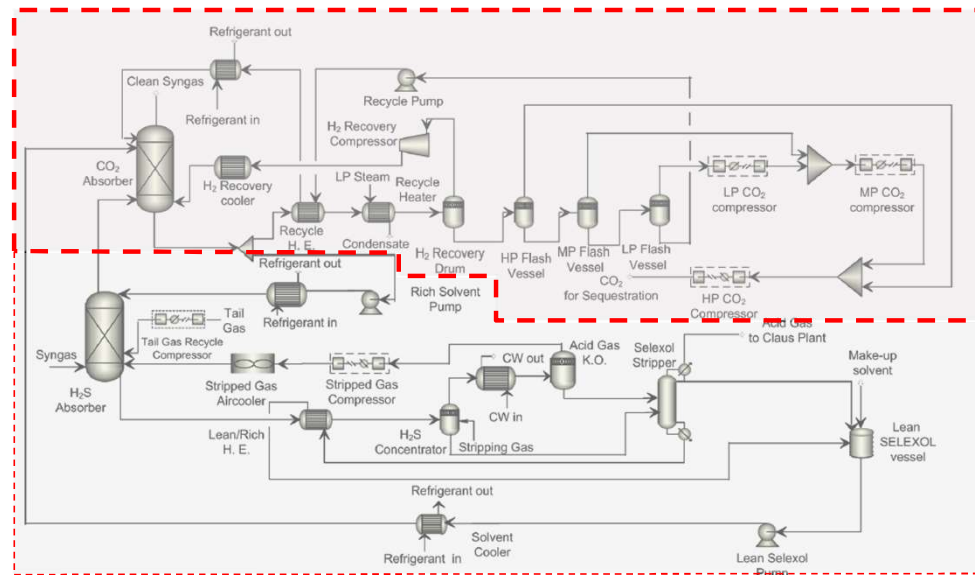 Refrigerant out
Clean Syngas
Refrigerant in
Recycle Pump
H₂ Recovery
Compressor
CO₂
Absorber
H₂ Recovery
cooler
LP Steam
Recycle
Heater
LP CO₂
compressor
MP CO₂
compressor
Recycle
H. E.
Condensate
H₂ Recovery
Drum
HP Flash
Vessel
MP Flash
Vessel
LP Flash
Vessel
Refrigerant out
Rich Solvent
Pump
CO₂
for Sequestration
HP CO₂
Compressor
Refrigerant in
Tail
Gas
Tail Gas Recycle
Compressor
Syngas
H₂S
Absorber
Stripped Gas
Aircooler
Stripped Gas
Compressor
CW out
Acid Gas
K.O.
Selexol
Stripper
Acid Gas
to Claus Plant
Make-up
solvent
CW in
Lean/Rich
H. E.
H₂S
Concentrator
Stripping Gas
Lean
SELEXOL
vessel
Refrigerant out
Refrigerant in
Solvent
Cooler
Lean Selexol
Pump